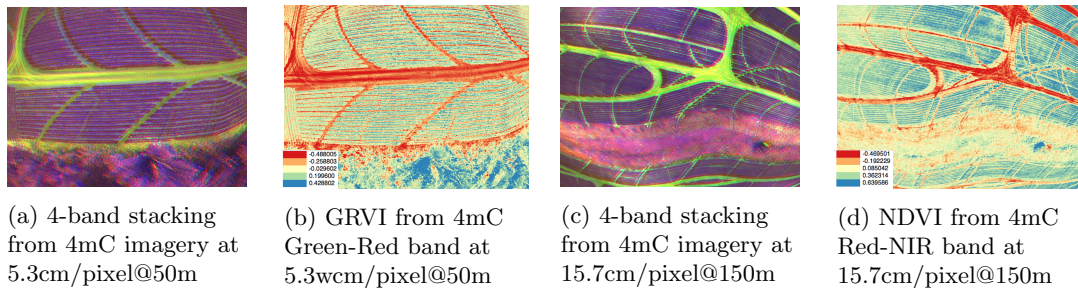 -0.488005
-0.258803
-0.029602
0.199600
0.428802
-0.469501
-0.192229
0.085042
0.362314
0.639586
(a) 4-band stacking
from 4mC imagery at
5.3cm/pixel@50m
(b) GRVI from 4mC
Green-Red band at
5.3wcm/pixel@50m
(c) 4-band stacking
from 4mC imagery at
15.7cm/pixel@150m
(d) NDVI from 4mC
Red-NIR band at
15.7cm/pixel@150m